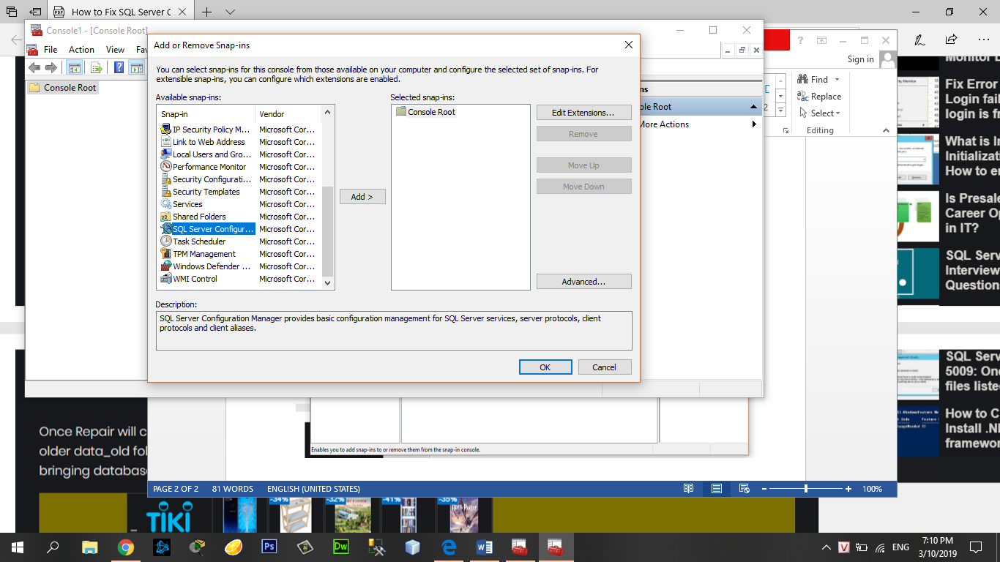 How to Fix SQL Server C
Console1 - [Console Root]
File Action View Fav
Console Root
Add or Remove Snap-ins
You can select snap-ins for this console from those available on your computer and configure the selected set of snap-ins. For
extensible snap-ins, you can configure which extensions are enabled.
Available snap-ins:
Snap-in Vendor
IP Security Policy M... Microsoft Cor...
Link to Web Address Microsoft Cor...
Local Users and Gro... Microsoft Cor...
Performance Monitor Microsoft Cor...
Security Configurati... Microsoft Cor...
Security Templates Microsoft Cor...
Services Microsoft Cor...
Shared Folders Microsoft Cor...
SQL Server Configur... Microsoft Cor...
Task Scheduler Microsoft Cor...
TPM Management Microsoft Cor...
Windows Defender ... Microsoft Cor...
WMI Control Microsoft Cor...
Add >
Selected snap-ins:
Console Root
Edit Extensions...
Remove
Move Up
Move Down
Advanced...
Description:
SQL Server Configuration Manager provides basic configuration management for SQL Server services, server protocols, client
protocols and client aliases.
OK Cancel
ns
ole Root
More Actions
Sign in
Find
Replace
Select
Editing
Monitor
Fix Error
Login fail
login is fr
What is In
Initializati
How to en
Is Presale
Career Op
in IT?
SQL Serv
Interview
Question
SQL Serv
5009: One
files liste
How to C
Install .NE
framewor
Enables you to add snap-ins to or remove them from the snap-in console.
Once Repair will c
older data_old fol
bringing databas
PAGE 2 OF 2 81 WORDS ENGLISH (UNITED STATES) 100%
TIKI
-34% -32% -41% -35%
HARRY POTTER
Ps
Dw
V
ENG
7:10 PM
3/10/2019